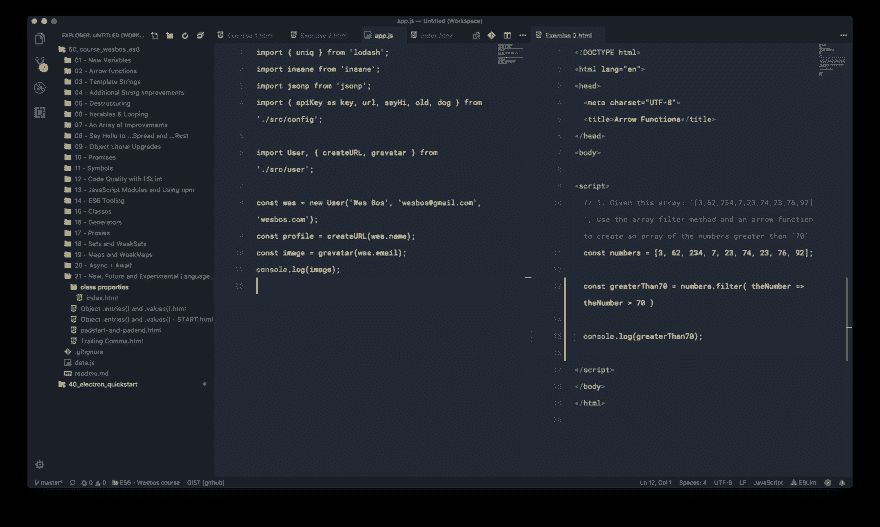 App.js — Untitled (Workspace)
EXPLORER: UNTITLED (WORK...
Exercise 1.html
Exercise 2.html
app.js
index.html
Exercise 2.html
50_course_wesbos_es6
01 - New Variables
02 - Arrow functions
03 - Template Strings
04 - Additional String Improvements
05 - Destructuring
06 - Iterables & Looping
07 - An Array of Improvements
08 - Say Hello to ...Spread and ...Rest
09 - Object Literal Upgrades
10 - Promises
11 - Symbols
12 - Code Quality with ESLint
13 - JavaScript Modules and Using npm
14 - ES6 Tooling
15 - Classes
16 - Generators
17 - Proxies
18 - Sets and WeakSets
19 - Maps and WeakMaps
20 - Async + Await
21 - New, Future and Experimental Language...
class properties
index.html
Object .entries() and .values().html
Object .entries() and .values() - START.html
padstart-and-padend.html
Trailing Comma.html
.gitignore
data.js
readme.md
40_electron_quickstart
import { uniq } from 'lodash';
import insane from 'insane';
import jsonp from 'jsonp';
import { apiKey as key, url, sayHi, old, dog } from
'./src/config';
import User, { createURL, gravatar } from
'./src/user';
const wes = new User('Wes Bos', 'wesbos@gmail.com',
'wesbos.com');
const profile = createURL(wes.name);
const image = gravatar(wes.email);
console.log(image);
<!DOCTYPE html>
<html lang="en">
<head>
<meta charset="UTF-8">
<title>Arrow Functions</title>
</head>
<body>
<script>
// 1. Given this array: `[3,62,234,7,23,74,23,76,92]
`, use the array filter method and an arrow function
to create an array of the numbers greater than `70`
const numbers = [3, 62, 234, 7, 23, 74, 23, 76, 92];
const greaterThan70 = numbers.filter( theNumber =>
theNumber > 70 )
console.log(greaterThan70);
</script>
</body>
</html>
master* 0 0 ES6 - Wesbos course GIST [github]
Ln 12, Col 1 Spaces: 4 UTF-8 LF JavaScript ESLint